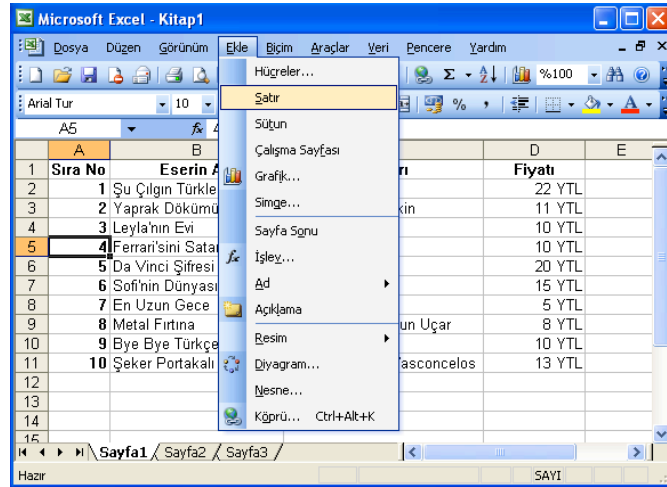 Microsoft Excel - Kitap1
Dosya Düzen Görünüm Ekle Biçim Araçlar Veri Pencere Yardım
%100
Arial Tur 10
A5 fx 4
Hücreler...
Satır
Sütun
Çalışma Sayfası
Grafik...
Simge...
Sayfa Sonu
İşlev...
Ad
Açıklama
Resim
Diyagram...
Nesne...
Köprü... Ctrl+Alt+K
A B D E
1 Sıra No Eserin Fiyatı
2 1 Şu Çılgın 22 YTL
3 2 Yaprak Dökümü 11 YTL
4 3 Leyla'nın Evi 10 YTL
5 4 Ferrari'sini 10 YTL
6 5 Da Vinci Şifresi 20 YTL
7 6 Sofi'nin Dünyası 15 YTL
8 7 En Uzun Gece 5 YTL
9 8 Metal Fırtına Uçar 8 YTL
10 9 Bye Bye Türkçe 10 YTL
11 10 Şeker Portakalı 13 YTL
12
13
14
15
Sayfa1 Sayfa2 Sayfa3
Hazır SAYI